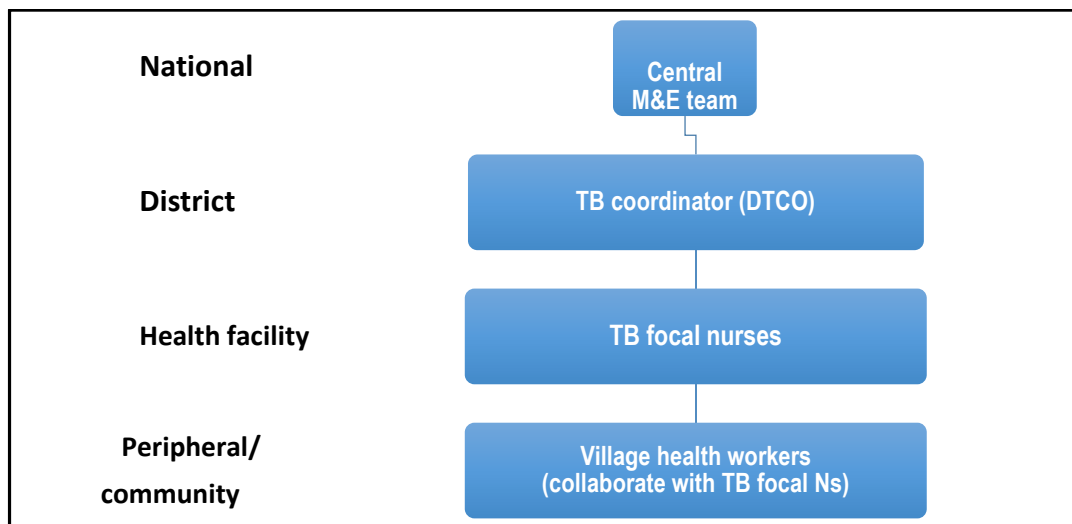 National
Central
M&E team
District
TB coordinator (DTCO)
Health facility
TB focal nurses
Peripheral/
community
Village health workers
(collaborate with TB focal Ns)